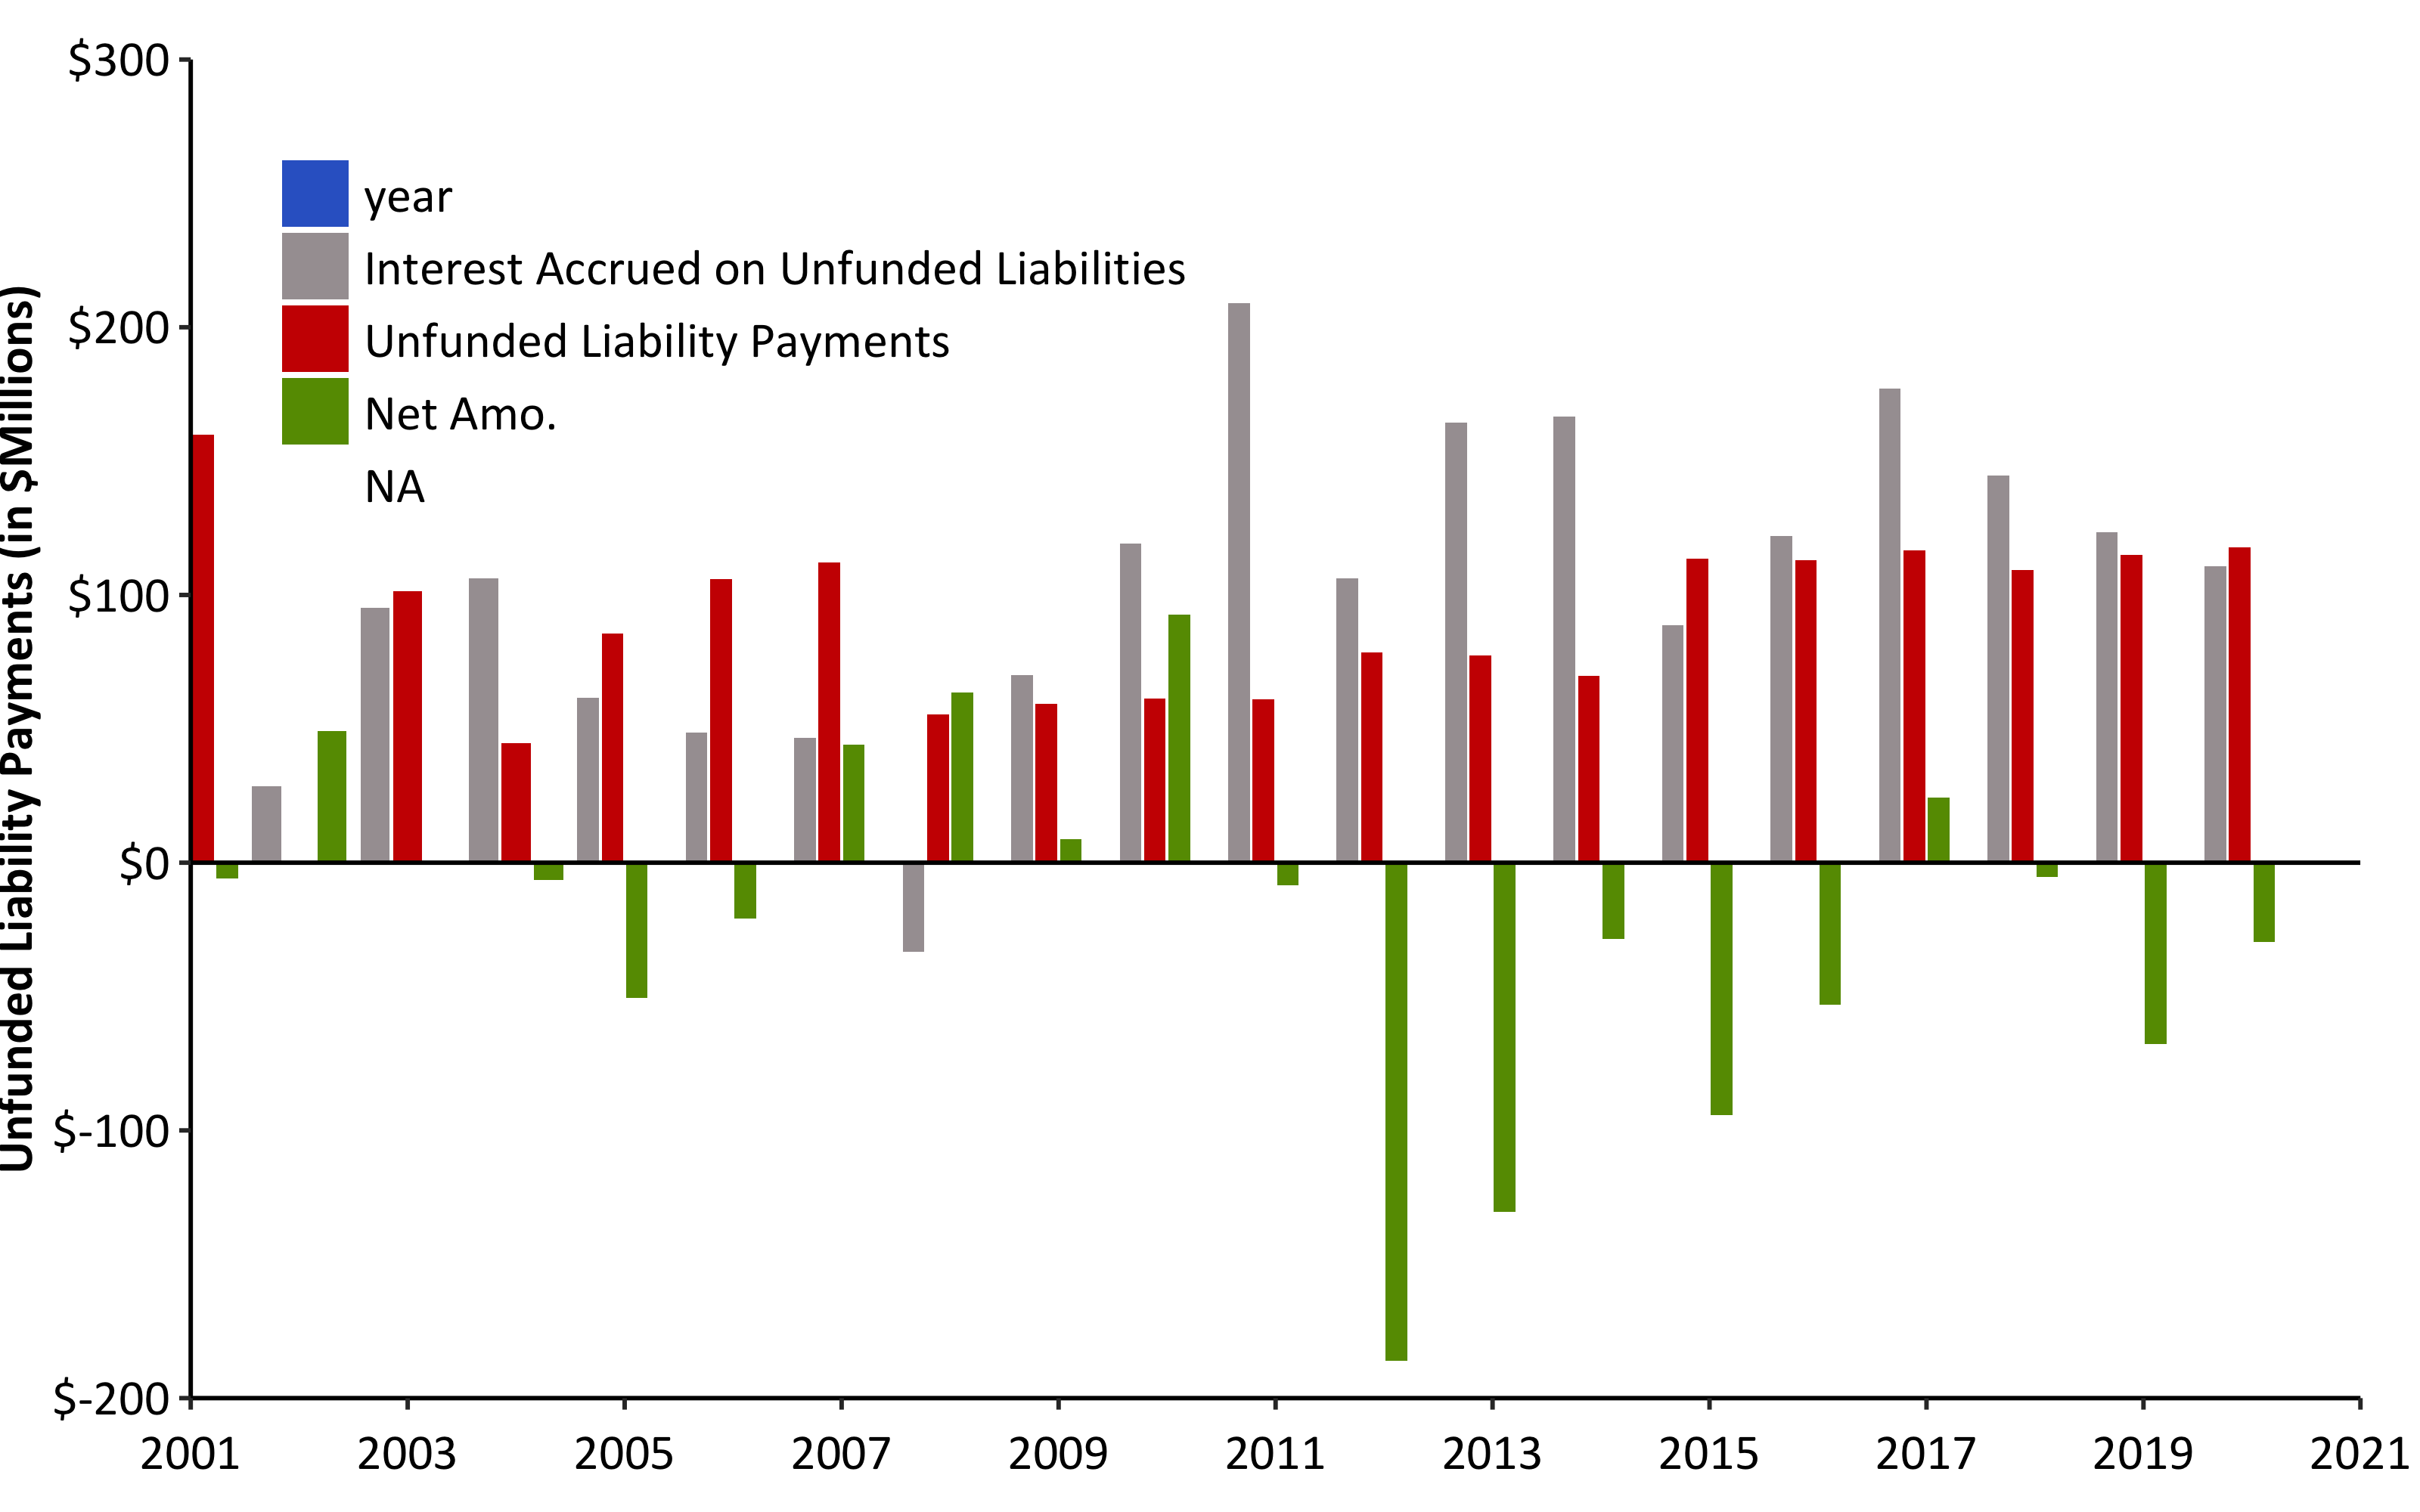 $300
$200
$100
$0
$-100
$-200
Unfunded Liability Payments (in $Millions)
year
Interest Accrued on Unfunded Liabilities
Unfunded Liability Payments
Net Amo.
NA
2001 2003 2005 2007 2009 2011 2013 2015 2017 2019 2021